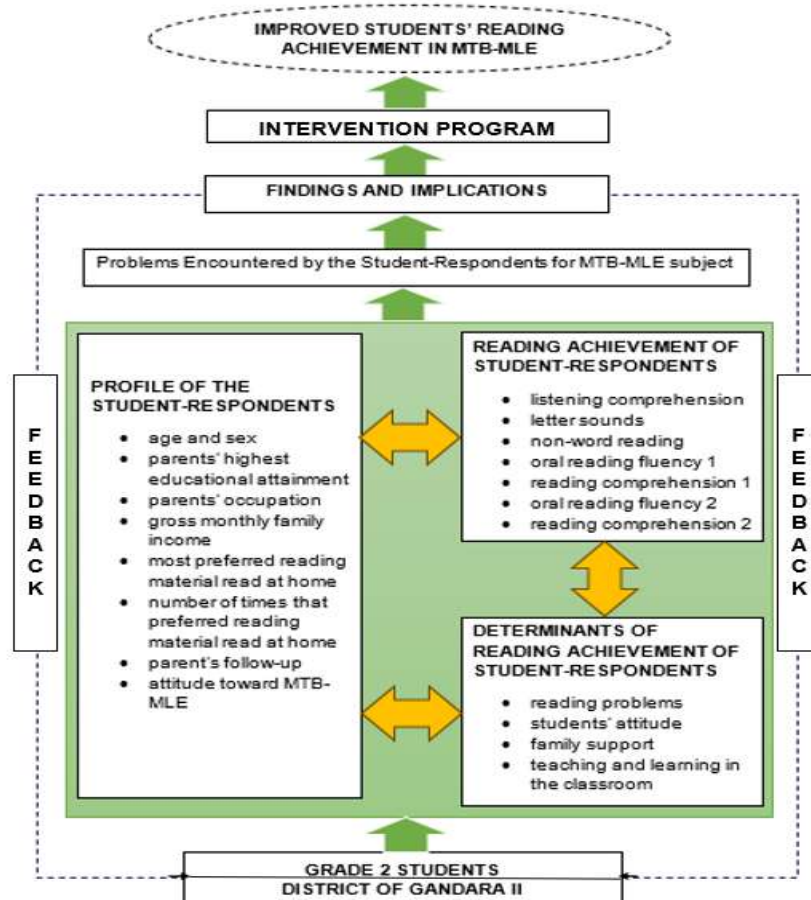 IMPROVED STUDENTS' READING
ACHIEVEMENT IN MTB-MLE
INTERVENTION PROGRAM
FINDINGS AND IMPLICATIONS
Problems Encountered by the Student-Respondents for MTB-MLE subject
FEEDBACK
PROFILE OF THE
STUDENT-RESPONDENTS
• age and sex
• parents' highest
educational attainment
• parents' occupation
• gross monthly family
income
• most preferred reading
material read at home
• number of times that
preferred reading
material read at home
• parent's follow-up
• attitude toward MTB-
MLE
READING ACHIEVEMENT OF
STUDENT-RESPONDENTS
• listening comprehension
• letter sounds
• non-word reading
• oral reading fluency 1
• reading comprehension 1
• oral reading fluency 2
• reading comprehension 2
DETERMINANTS OF
READING ACHIEVEMENT OF
STUDENT-RESPONDENTS
• reading problems
• students' attitude
• family support
• teaching and learning in
the classroom
FEEDBACK
GRADE 2 STUDENTS
DISTRICT OF GANDARA II